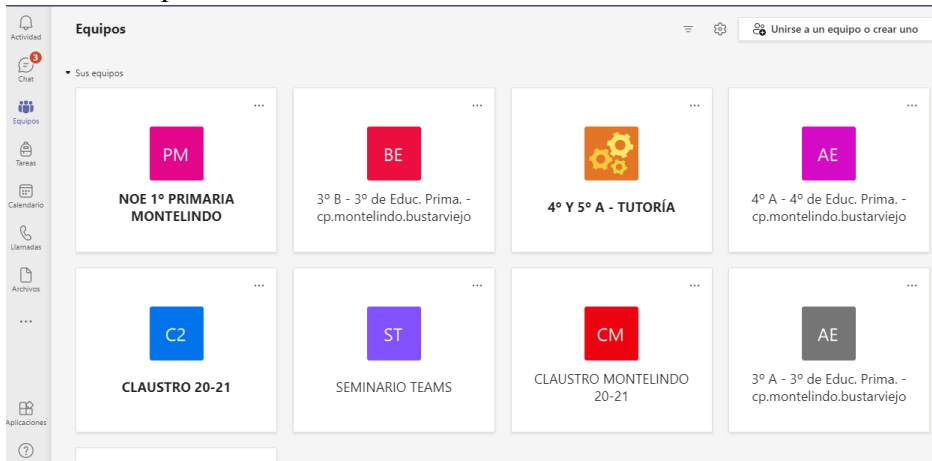 Equipos
Unirse a un equipo o crear uno
Actividad
3
Chat
Equipos
Tareas
Calendario
Llamadas
Archivos
...
Aplicaciones
Sus equipos
...
PM
NOE 1º PRIMARIA
MONTELINDO
...
BE
3º B - 3º de Educ. Prima. -
cp.montelindo.bustarviejo
...
4º Y 5º A - TUTORÍA
...
AE
4º A - 4º de Educ. Prima. -
cp.montelindo.bustarviejo
...
C2
CLAUSTRO 20-21
...
ST
SEMINARIO TEAMS
...
CM
CLAUSTRO MONTELINDO
20-21
...
AE
3º A - 3º de Educ. Prima. -
cp.montelindo.bustarviejo